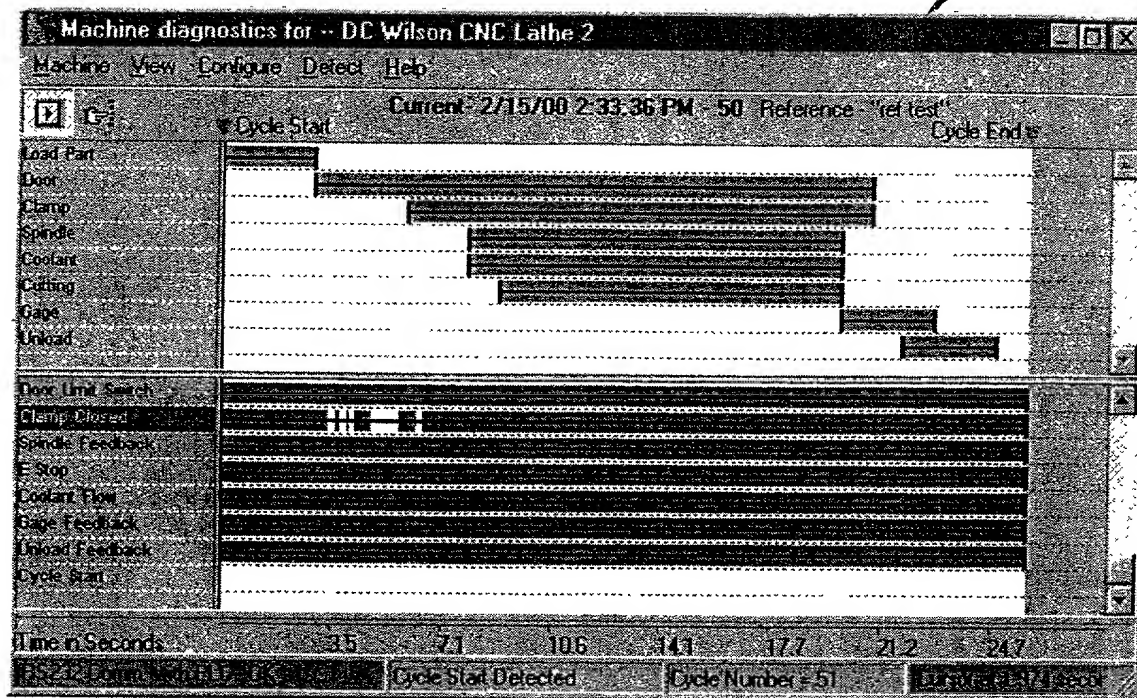 Machine diagnostics for -- DC Wilson CNC Lathe 2
Machine View Configure Detect Help
Current - 2/15/00 2:33:36 PM - 50 Reference - "ref test"
Cycle Start
Cycle End
Load Part
Door
Clamp
Spindle
Coolant
Cutting
Gage
Unload
Door Limit Switch
Clamp Closed
Spindle Feedback
E Stop
Coolant Flow
Gage Feedback
Unload Feedback
Cycle Start
Time in Seconds 3.5 7.1 10.6 14.1 17.7 21.2 24.7
Cycle Start Detected Cycle Number = 51